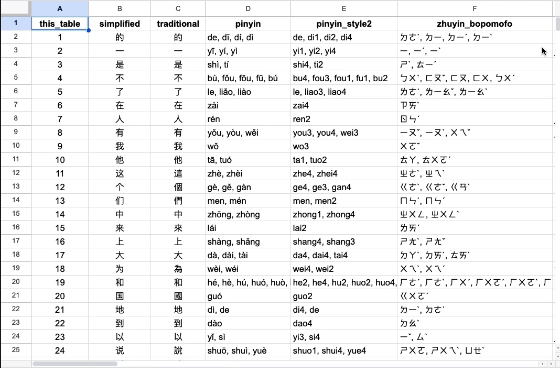 A B C D E F
1 this_table simplified traditional pinyin pinyin_style2 zhuyin_bopomofo
2 1 的 的 de, dī, dí, dì de, di1, di2, di4 ㄉㄜ˙, ㄉㄧ, ㄉㄧˊ, ㄉㄧˋ
3 2 一 一 yī, yí, yì yi1, yi2, yi4 ㄧ, ㄧˊ, ㄧˋ
4 3 是 是 shì, tí shi4, ti2 ㄕˋ, ㄊㄧˊ
5 4 不 不 bù, fǒu, fōu, fū, bú bu4, fou3, fou1, fu1, bu2 ㄅㄨˋ, ㄈㄡˇ, ㄈㄡ, ㄈㄨ, ㄅㄨˊ
6 5 了 了 le, liǎo, liào le, liao3, liao4 ㄌㄜ˙, ㄌㄧㄠˇ, ㄌㄧㄠˋ
7 6 在 在 zài zai4 ㄗㄞˋ
8 7 人 人 rén ren2 ㄖㄣˊ
9 8 有 有 yǒu, yòu, wěi you3, you4, wei3 ㄧㄡˇ, ㄧㄡˋ, ㄨㄟˇ
10 9 我 我 wǒ wo3 ㄨㄛˇ
11 10 他 他 tā, tuó ta1, tuo2 ㄊㄚ, ㄊㄨㄛˊ
12 11 这 這 zhè, zhèi zhe4, zhei4 ㄓㄜˋ, ㄓㄟˋ
13 12 个 個 gè, gě, gàn ge4, ge3, gan4 ㄍㄜˋ, ㄍㄜˇ, ㄍㄢˋ
14 13 们 們 men, mén men, men2 ㄇㄣ˙, ㄇㄣˊ
15 14 中 中 zhōng, zhòng zhong1, zhong4 ㄓㄨㄥ, ㄓㄨㄥˋ
16 15 来 來 lái lai2 ㄌㄞˊ
17 16 上 上 shàng, shǎng shang4, shang3 ㄕㄤˋ, ㄕㄤˇ
18 17 大 大 dà, dài, tài da4, dai4, tai4 ㄉㄚˋ, ㄉㄞˋ, ㄊㄞˋ
19 18 为 為 wèi, wéi wei4, wei2 ㄨㄟˋ, ㄨㄟˊ
20 19 和 和 hé, hè, hú, huó, huò, he2, he4, hu2, huo2, huo4, ㄏㄜˊ, ㄏㄜˋ, ㄏㄨˊ, ㄏㄨㄛˊ, ㄏㄨㄛˋ,
21 20 国 國 guó guo2 ㄍㄨㄛˊ
22 21 地 地 dì, de di4, de ㄉㄧˋ, ㄉㄜ˙
23 22 到 到 dào dao4 ㄉㄠˋ
24 23 以 以 yǐ, sì yi3, si4 ㄧˇ, ㄙˋ
25 24 说 說 shuō, shuì, yuè shuo1, shui4, yue4 ㄕㄨㄛ, ㄕㄨㄟˋ, ㄩㄝˋ